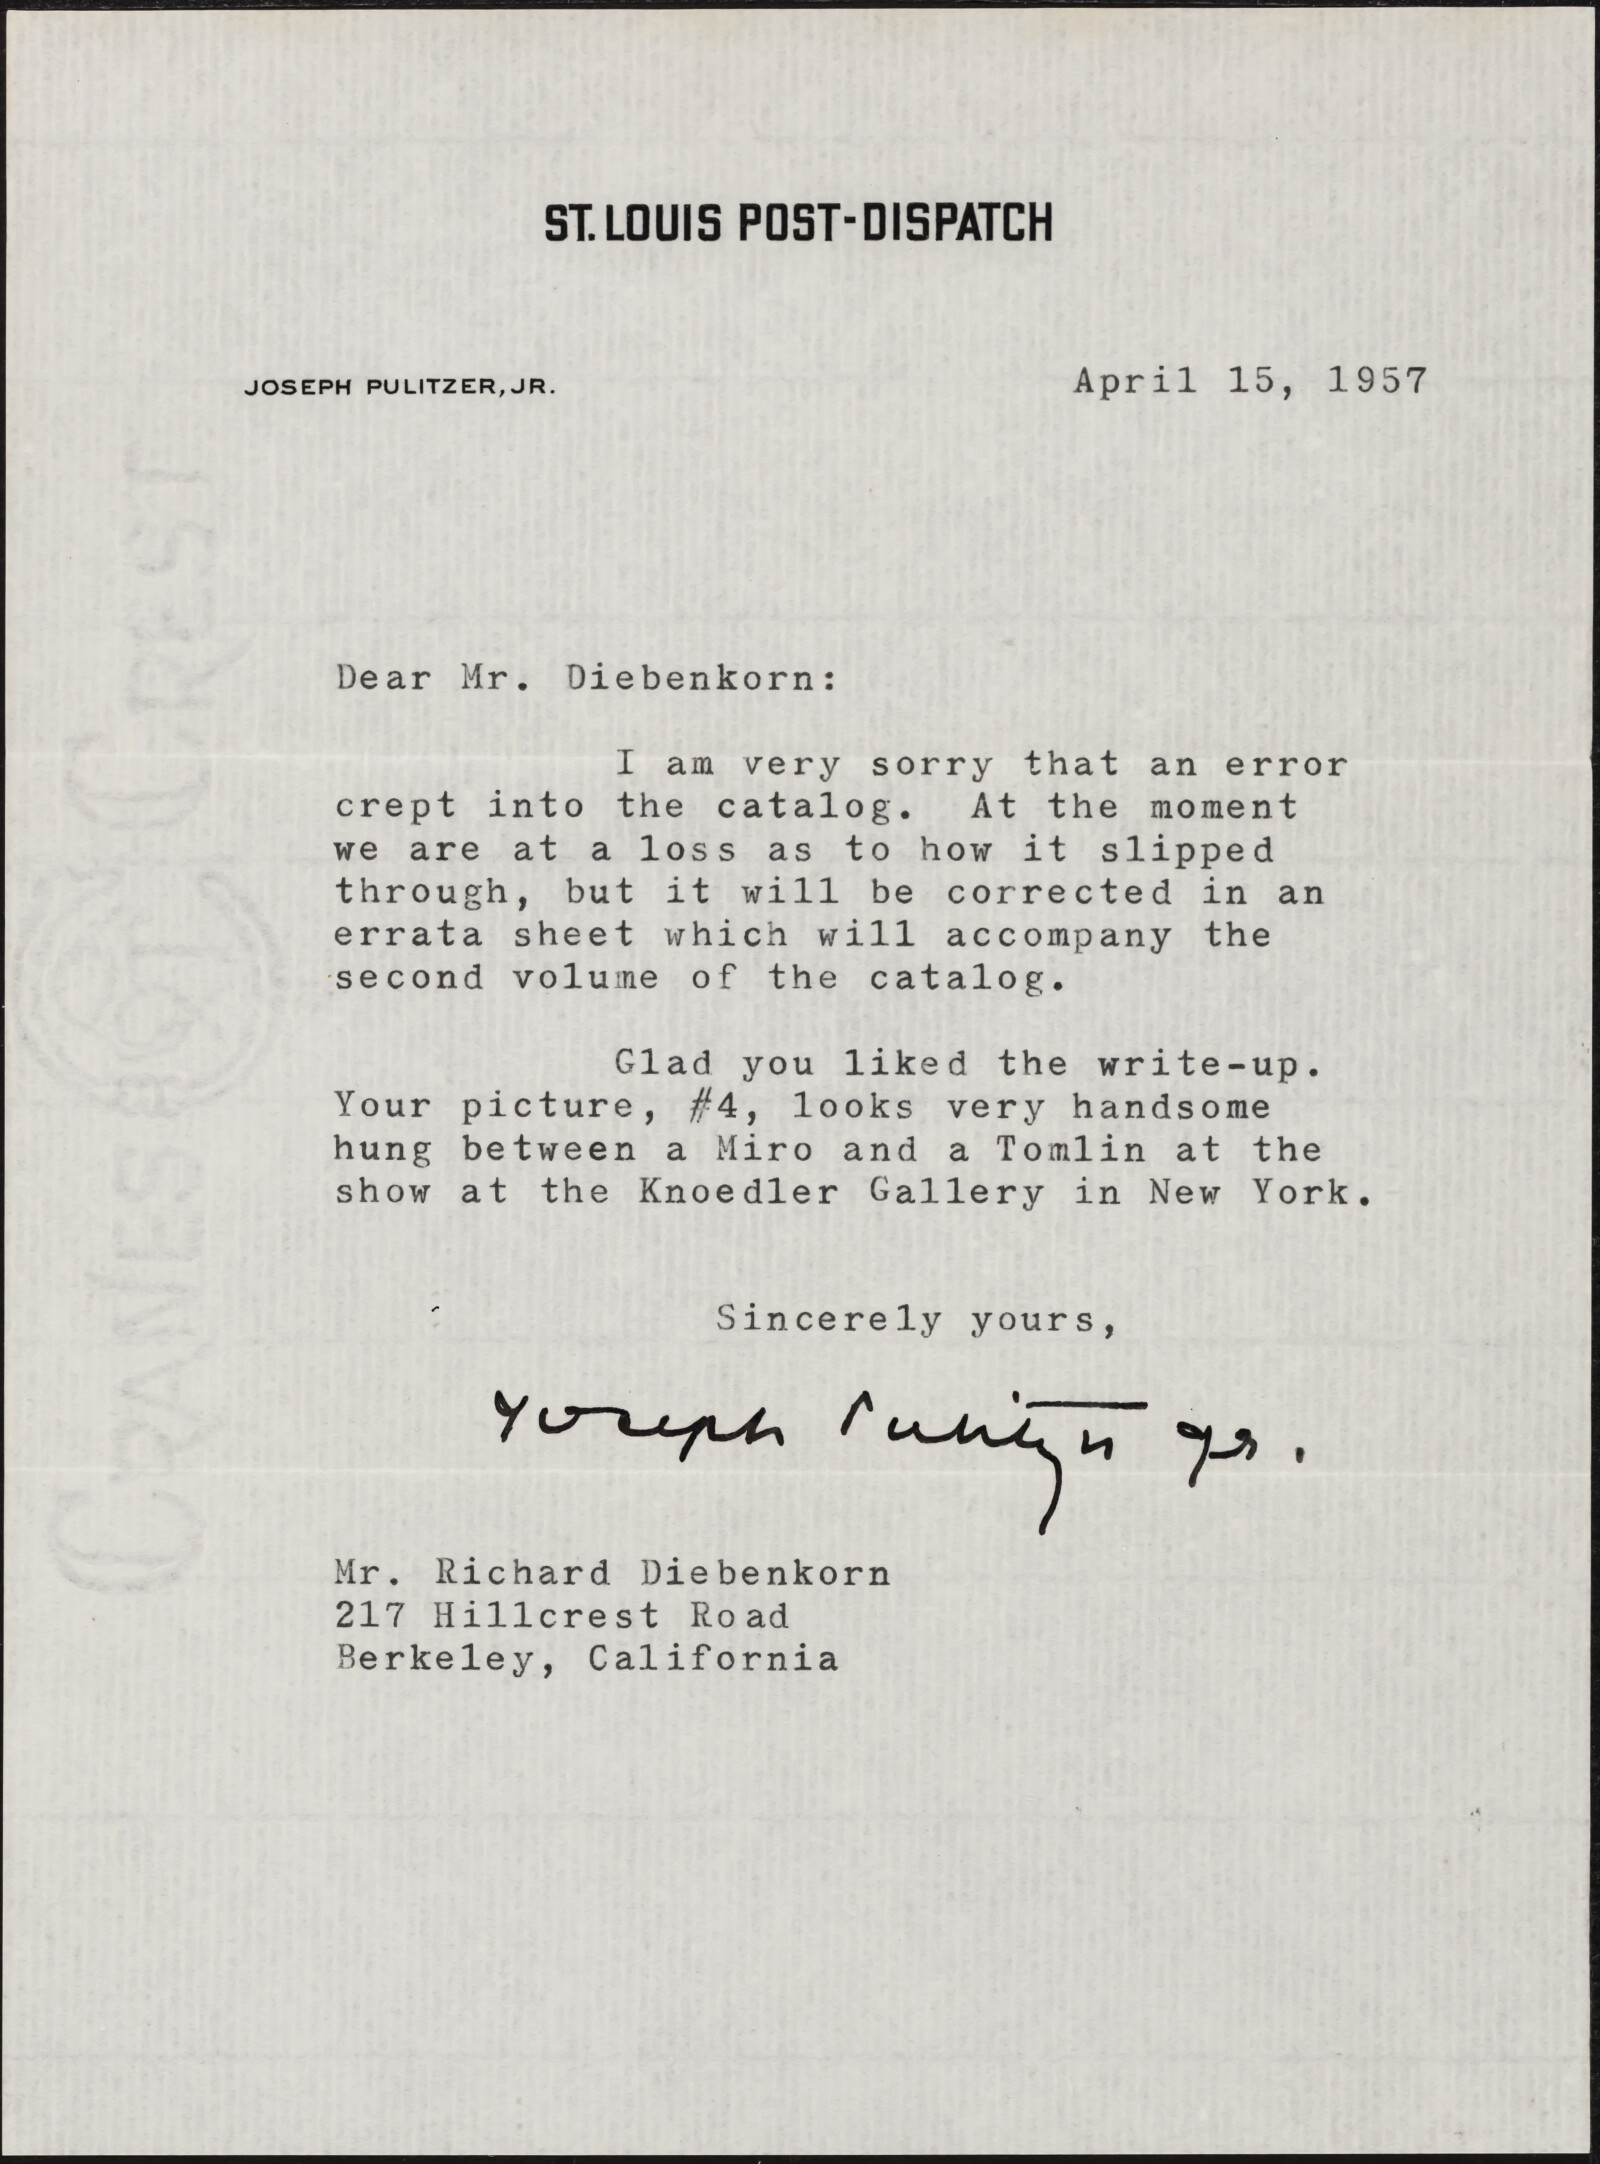 ST. LOUIS POST-DISPATCH
JOSEPH PULITZER, JR.
April 15, 1957
Dear Mr. Diebenkorn:
I am very sorry that an error
crept into the catalog. At the moment
we are at a loss as to how it slipped
through, but it will be corrected in an
errata sheet which will accompany the
second volume of the catalog.
Glad you liked the write-up.
Your picture, #4, looks very handsome
hung between a Miro and a Tomlin at the
show at the Knoedler Gallery in New York.
Sincerely yours,
Joseph Pulitzer Jr.
Mr. Richard Diebenkorn
217 Hillcrest Road
Berkeley, California
CRANE'S CREST